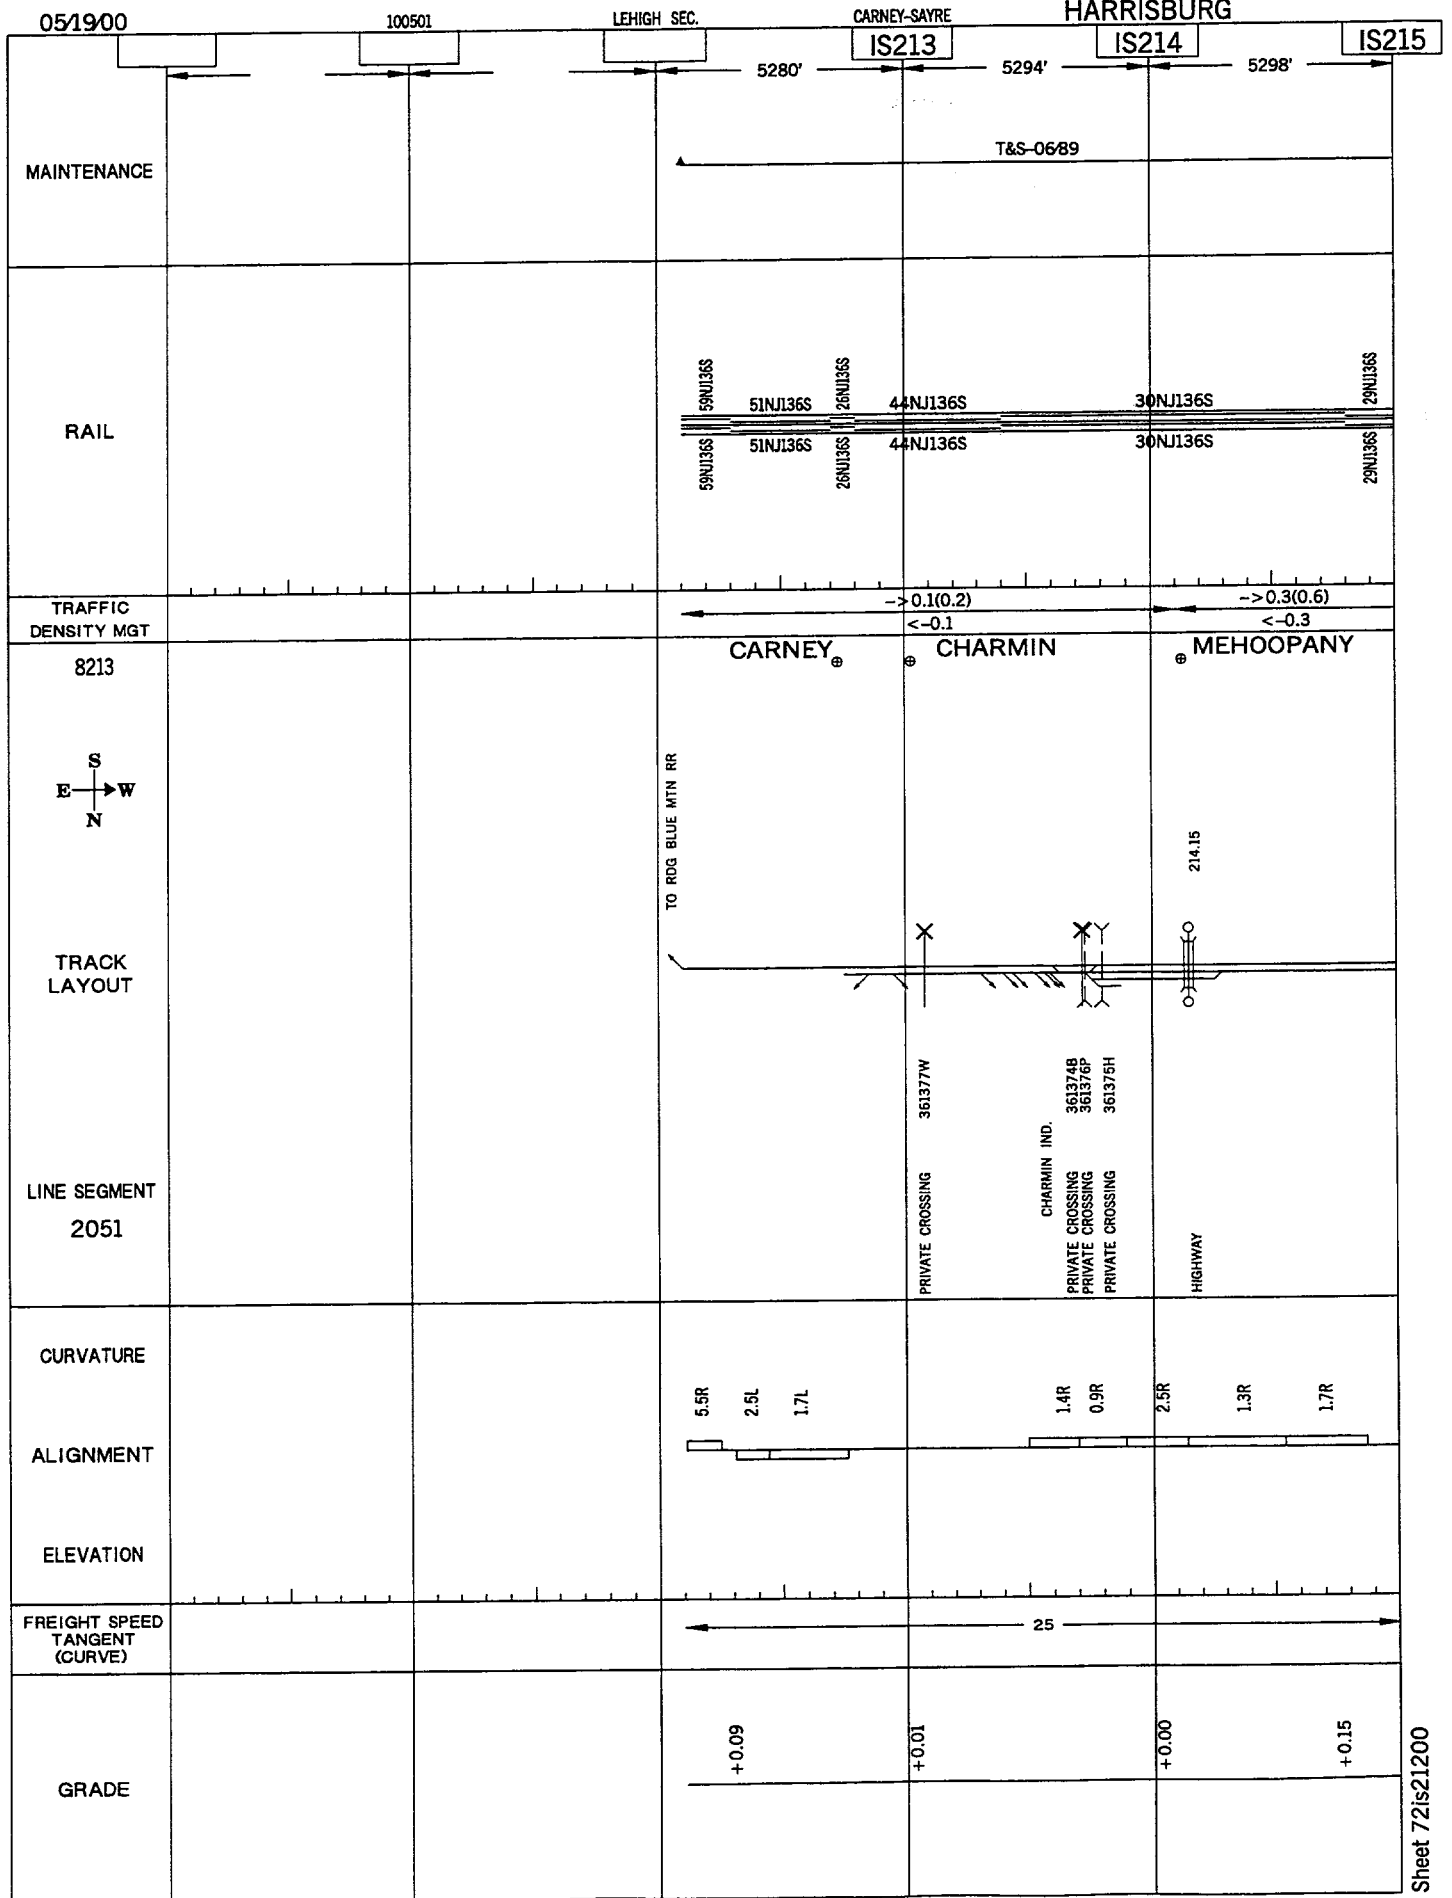 05/19/00
100501
LEHIGH SEC.
CARNEY-SAYRE
HARRISBURG
IS213
IS214
IS215
5280'
5294'
5298'
MAINTENANCE
T&S-06/89
RAIL
59NJ136S
51NJ136S
26NJ136S
44NJ136S
30NJ136S
29NJ136S
59NJ136S
51NJ136S
26NJ136S
44NJ136S
30NJ136S
29NJ136S
TRAFFIC
DENSITY MGT
->0.1(0.2)
<-0.1
->0.3(0.6)
<-0.3
8213
CARNEY
CHARMIN
MEHOOPANY
S
E W
N
TO RDG BLUE MTN RR
214.15
TRACK
LAYOUT
361377W
361374B
361376P
361375H
CHARMIN IND.
PRIVATE CROSSING
PRIVATE CROSSING
PRIVATE CROSSING
PRIVATE CROSSING
HIGHWAY
LINE SEGMENT
2051
CURVATURE
5.5R
2.5L
1.7L
1.4R
0.9R
2.5R
1.3R
1.7R
ALIGNMENT
ELEVATION
FREIGHT SPEED
TANGENT
(CURVE)
25
GRADE
+0.09
+0.01
+0.00
+0.15
Sheet 72is21200